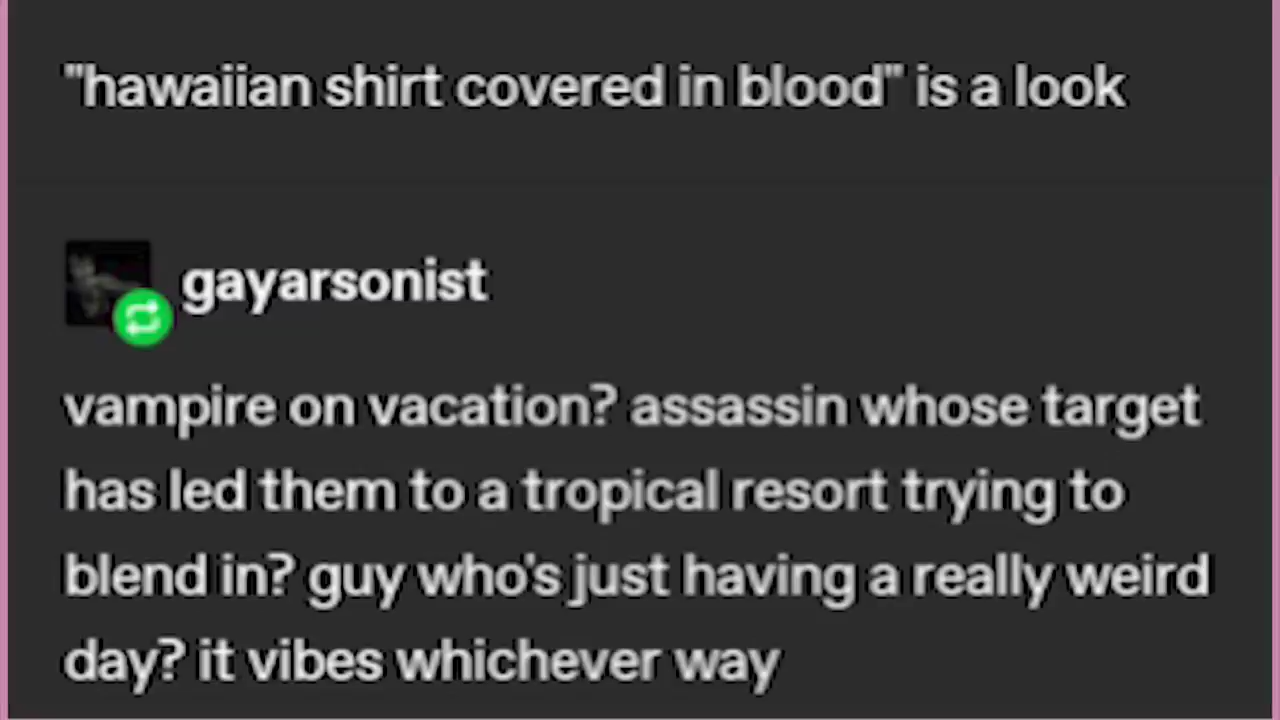 "hawaiian shirt covered in blood" is a look
gayarsonist
vampire on vacation? assassin whose target
has led them to a tropical resort trying to
blend in? guy who's just having a really weird
day? it vibes whichever way